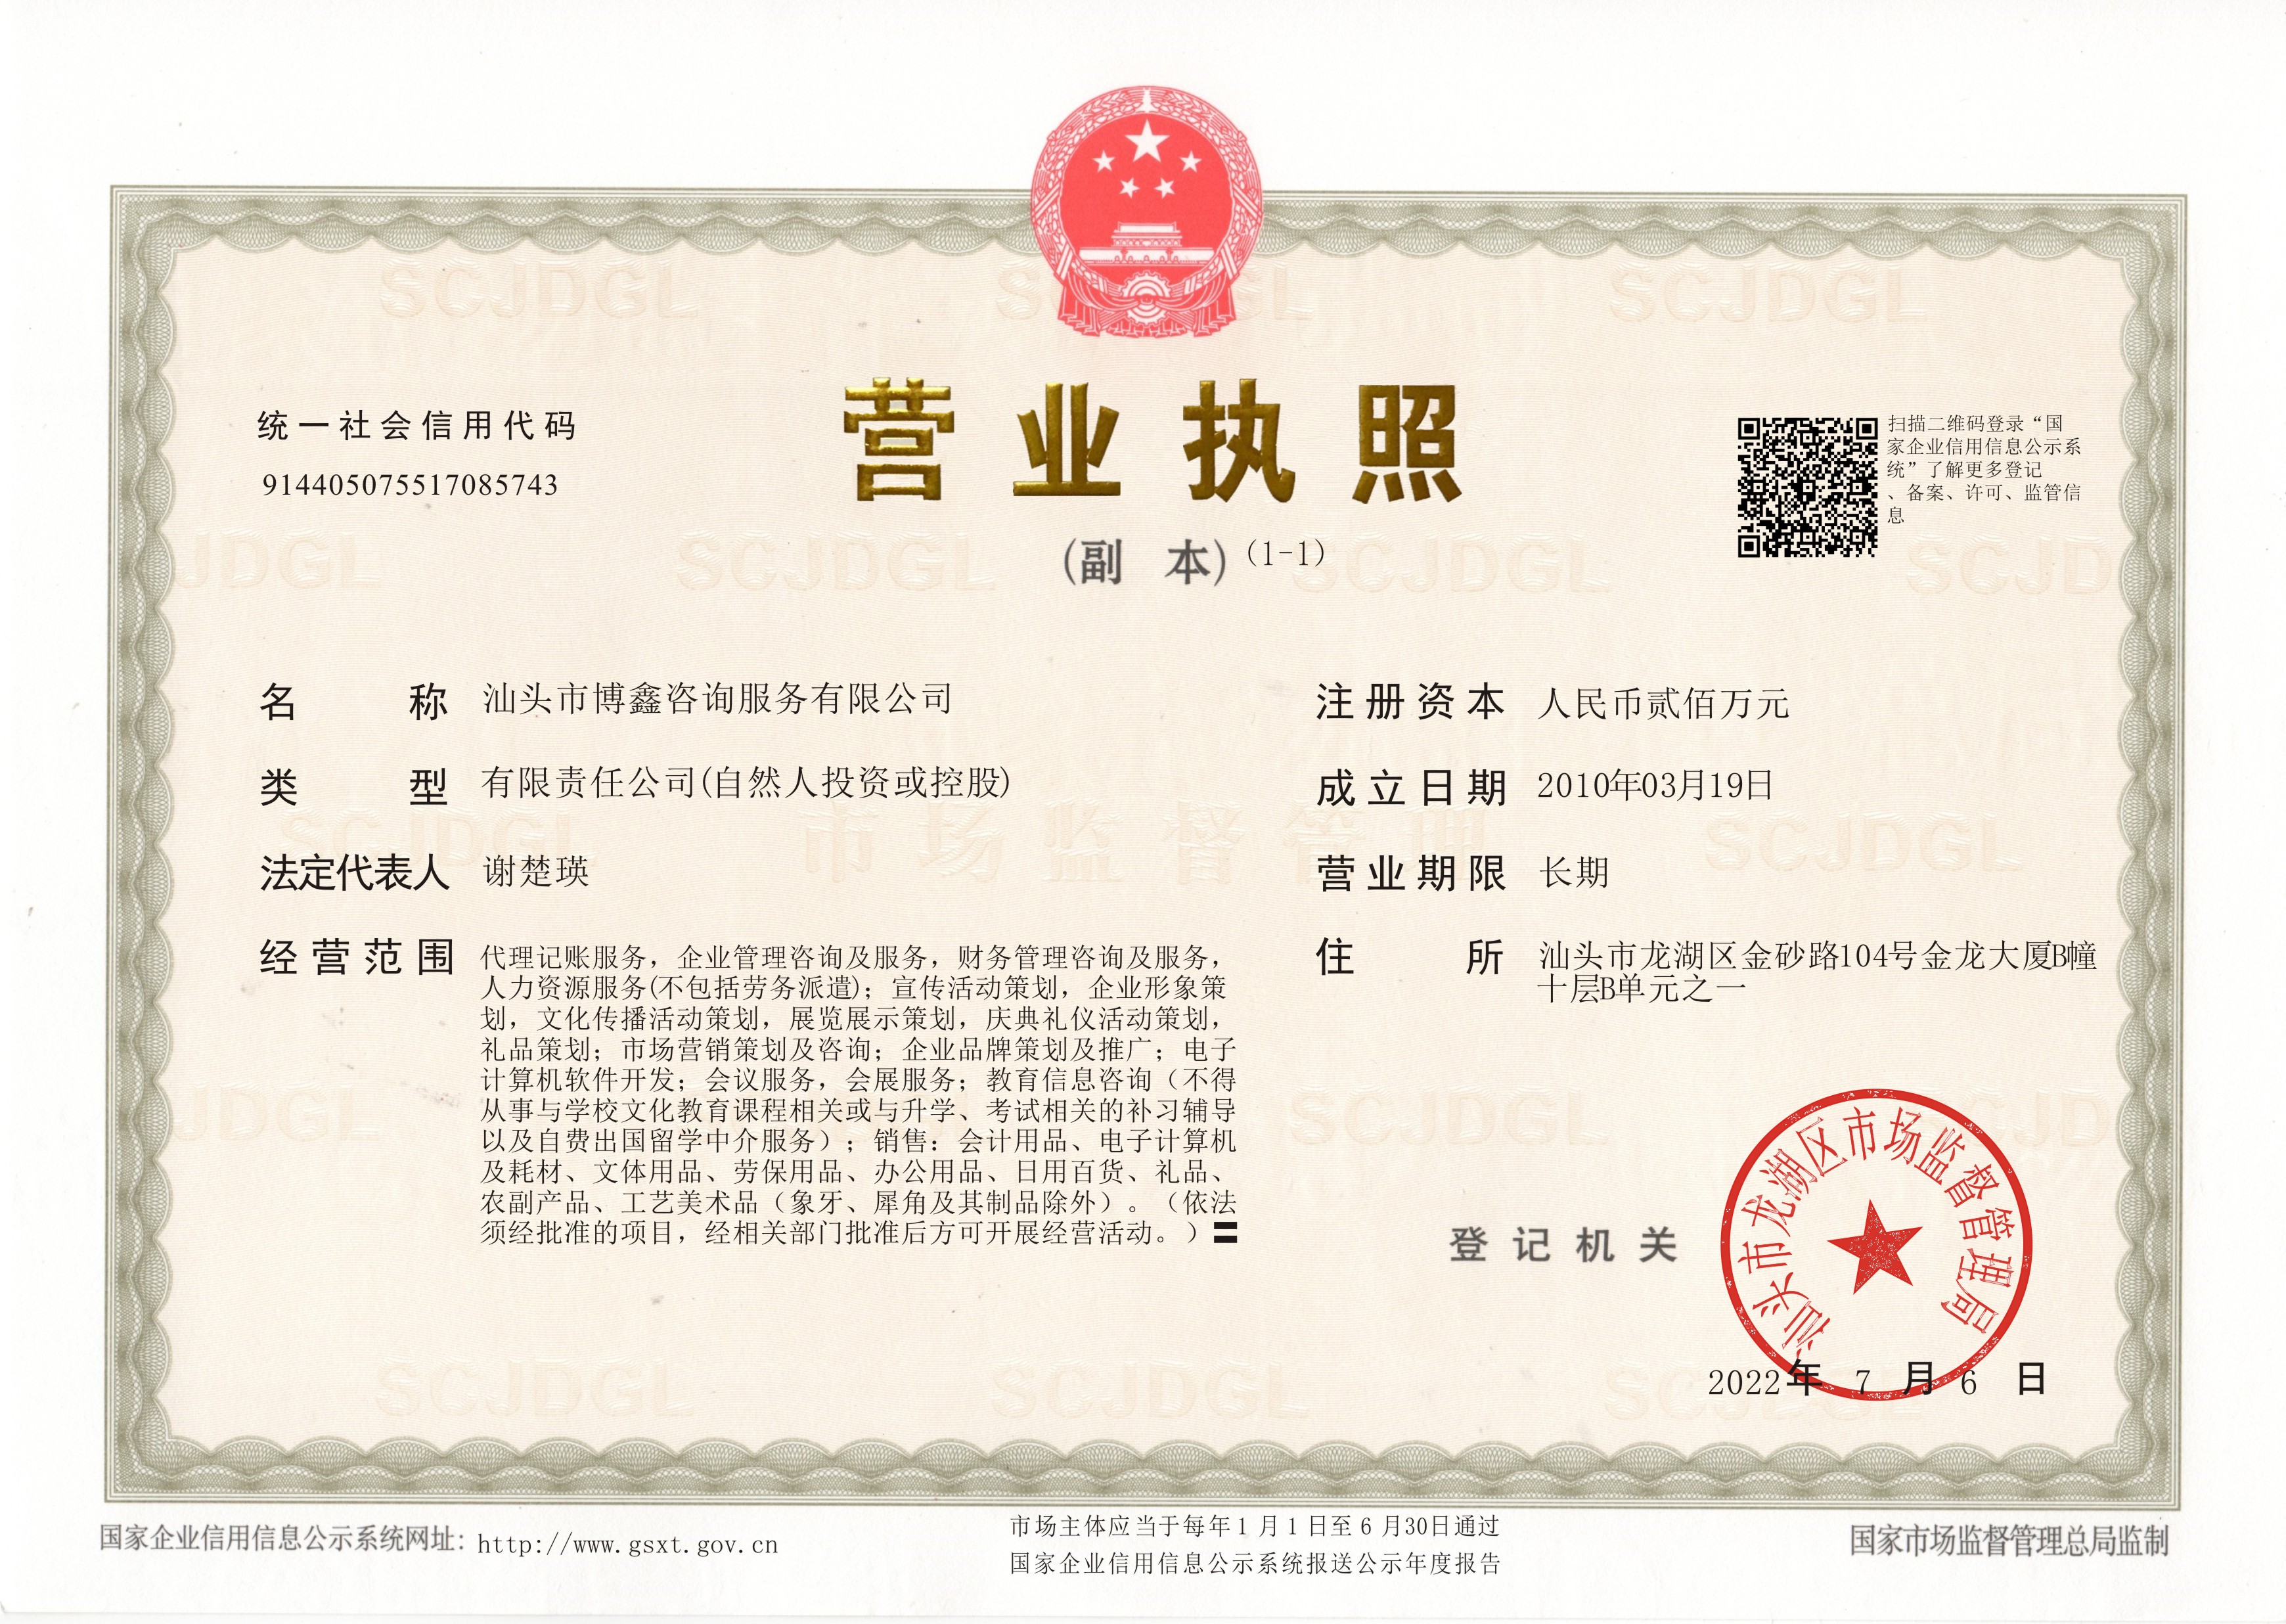 营业执照
(副 本)(1-1)
统一社会信用代码
914405075517085743
扫描二维码登录“国
家企业信用信息公示系
统”了解更多登记
、备案、许可、监管信
息
名 称 汕头市博鑫咨询服务有限公司
类 型 有限责任公司(自然人投资或控股)
法定代表人 谢楚瑛
经营范围 代理记账服务，企业管理咨询及服务，财务管理咨询及服务，
人力资源服务(不包括劳务派遣)；宣传活动策划，企业形象策
划，文化传播活动策划，展览展示策划，庆典礼仪活动策划，
礼品策划；市场营销策划及咨询；企业品牌策划及推广；电子
计算机软件开发；会议服务，会展服务；教育信息咨询（不得
从事与学校文化教育课程相关或与升学、考试相关的补习辅导
以及自费出国留学中介服务）；销售：会计用品、电子计算机
及耗材、文体用品、劳保用品、办公用品、日用百货、礼品、
农副产品、工艺美术品（象牙、犀角及其制品除外）。（依法
须经批准的项目，经相关部门批准后方可开展经营活动。）
注册资本 人民币贰佰万元
成立日期 2010年03月19日
营业期限 长期
住 所 汕头市龙湖区金砂路104号金龙大厦B幢
十层B单元之一
登记机关
汕头市龙湖区市场监督管理局
2022年 7 月 6 日
国家企业信用信息公示系统网址：http://www.gsxt.gov.cn
市场主体应当于每年1月1日至6月30日通过
国家企业信用信息公示系统报送公示年度报告
国家市场监督管理总局监制
SCJDGL
市场监督管理